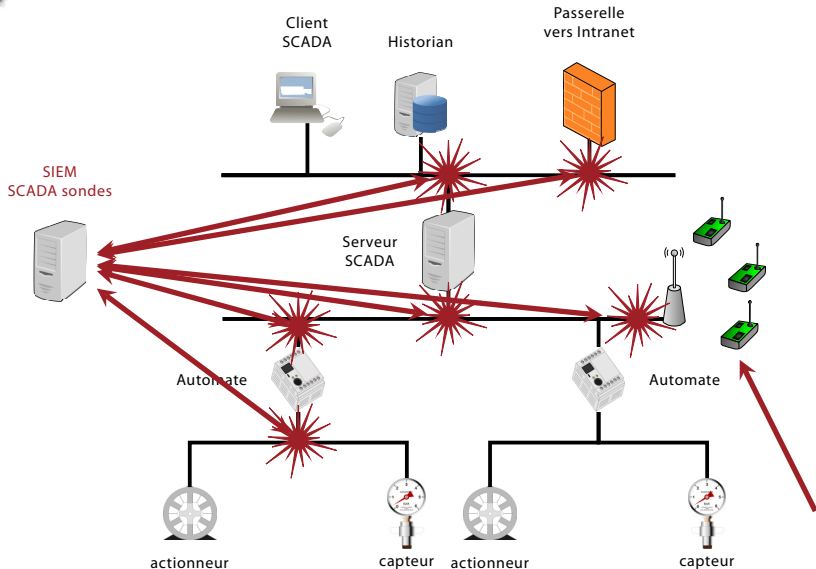 Client
SCADA
Historian
Passerelle
vers Intranet
SIEM
SCADA sondes
Serveur
SCADA
Automate
Automate
actionneur
capteur
actionneur
capteur